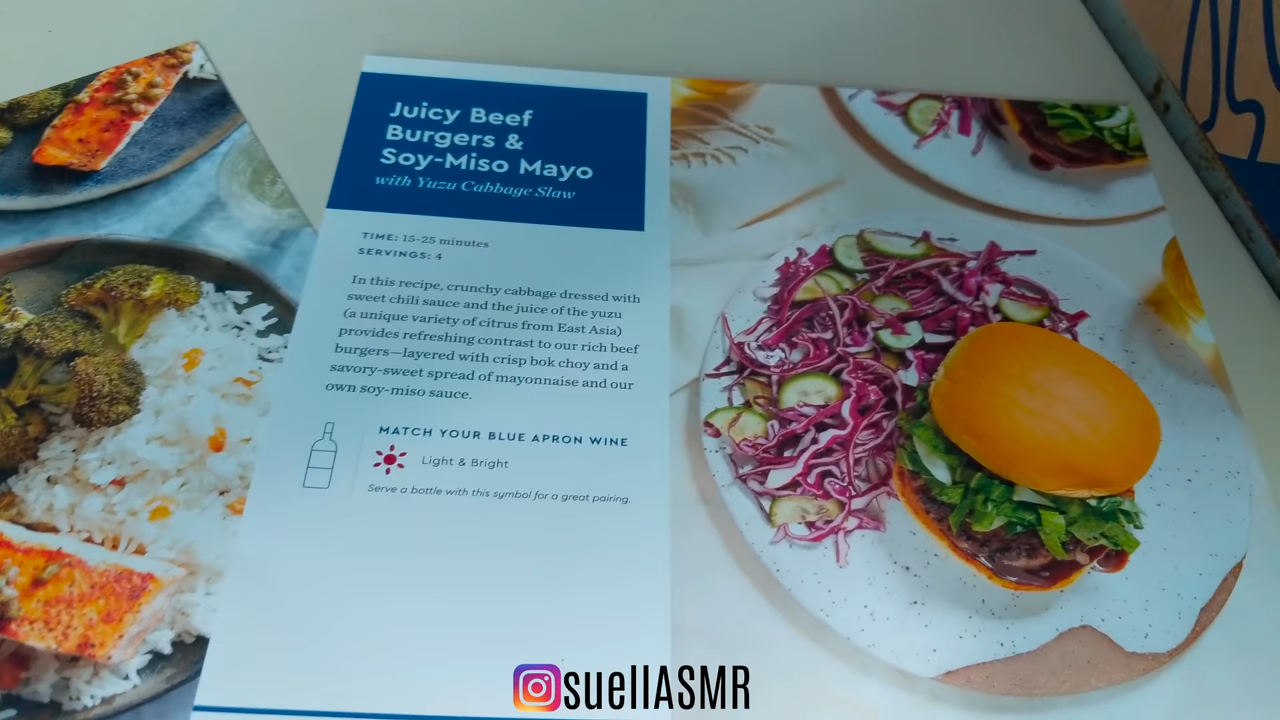 Juicy Beef
Burgers &
Soy-Miso Mayo
with Yuzu Cabbage Slaw
TIME: 15-25 minutes
SERVINGS: 4
In this recipe, crunchy cabbage dressed with
sweet chili sauce and the juice of the yuzu
(a unique variety of citrus from East Asia)
provides refreshing contrast to our rich beef
burgers—layered with crisp bok choy and a
savory-sweet spread of mayonnaise and our
own soy-miso sauce.
MATCH YOUR BLUE APRON WINE
Light & Bright
Serve a bottle with this symbol for a great pairing.
suellASMR